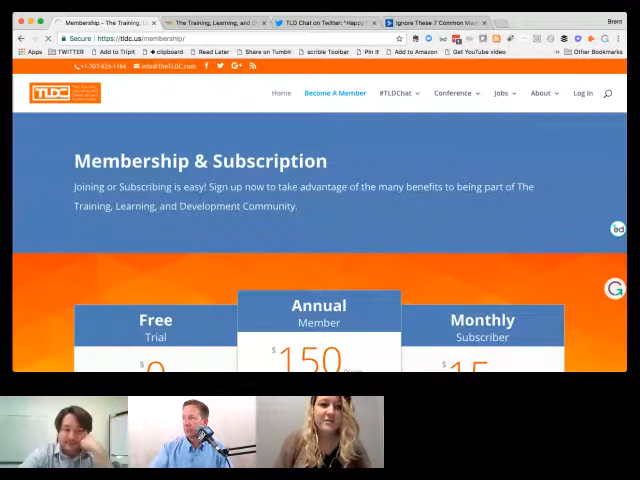 Membership - The Training, L
The Training, Learning, and D
TLD Chat on Twitter: "Happy F
Ignore These 7 Common Mar
Brent
Secure
https://tldc.us/membership/
Apps
TWITTER
Add to Tripit
+ clipboard
Read Later
Share on Tumblr
scrible Toolbar
Pin It
Add to Amazon
Get YouTube video
»
Other Bookmarks
info@TheTLDC.com
TLDC
Home
Become A Member
#TLDChat
Conference
Jobs
About
Log In
Membership & Subscription
Joining or Subscribing is easy! Sign up now to take advantage of the many benefits to being part of The
Training, Learning, and Development Community.
Free
Trial
Annual
Member
$150
Monthly
Subscriber
$15